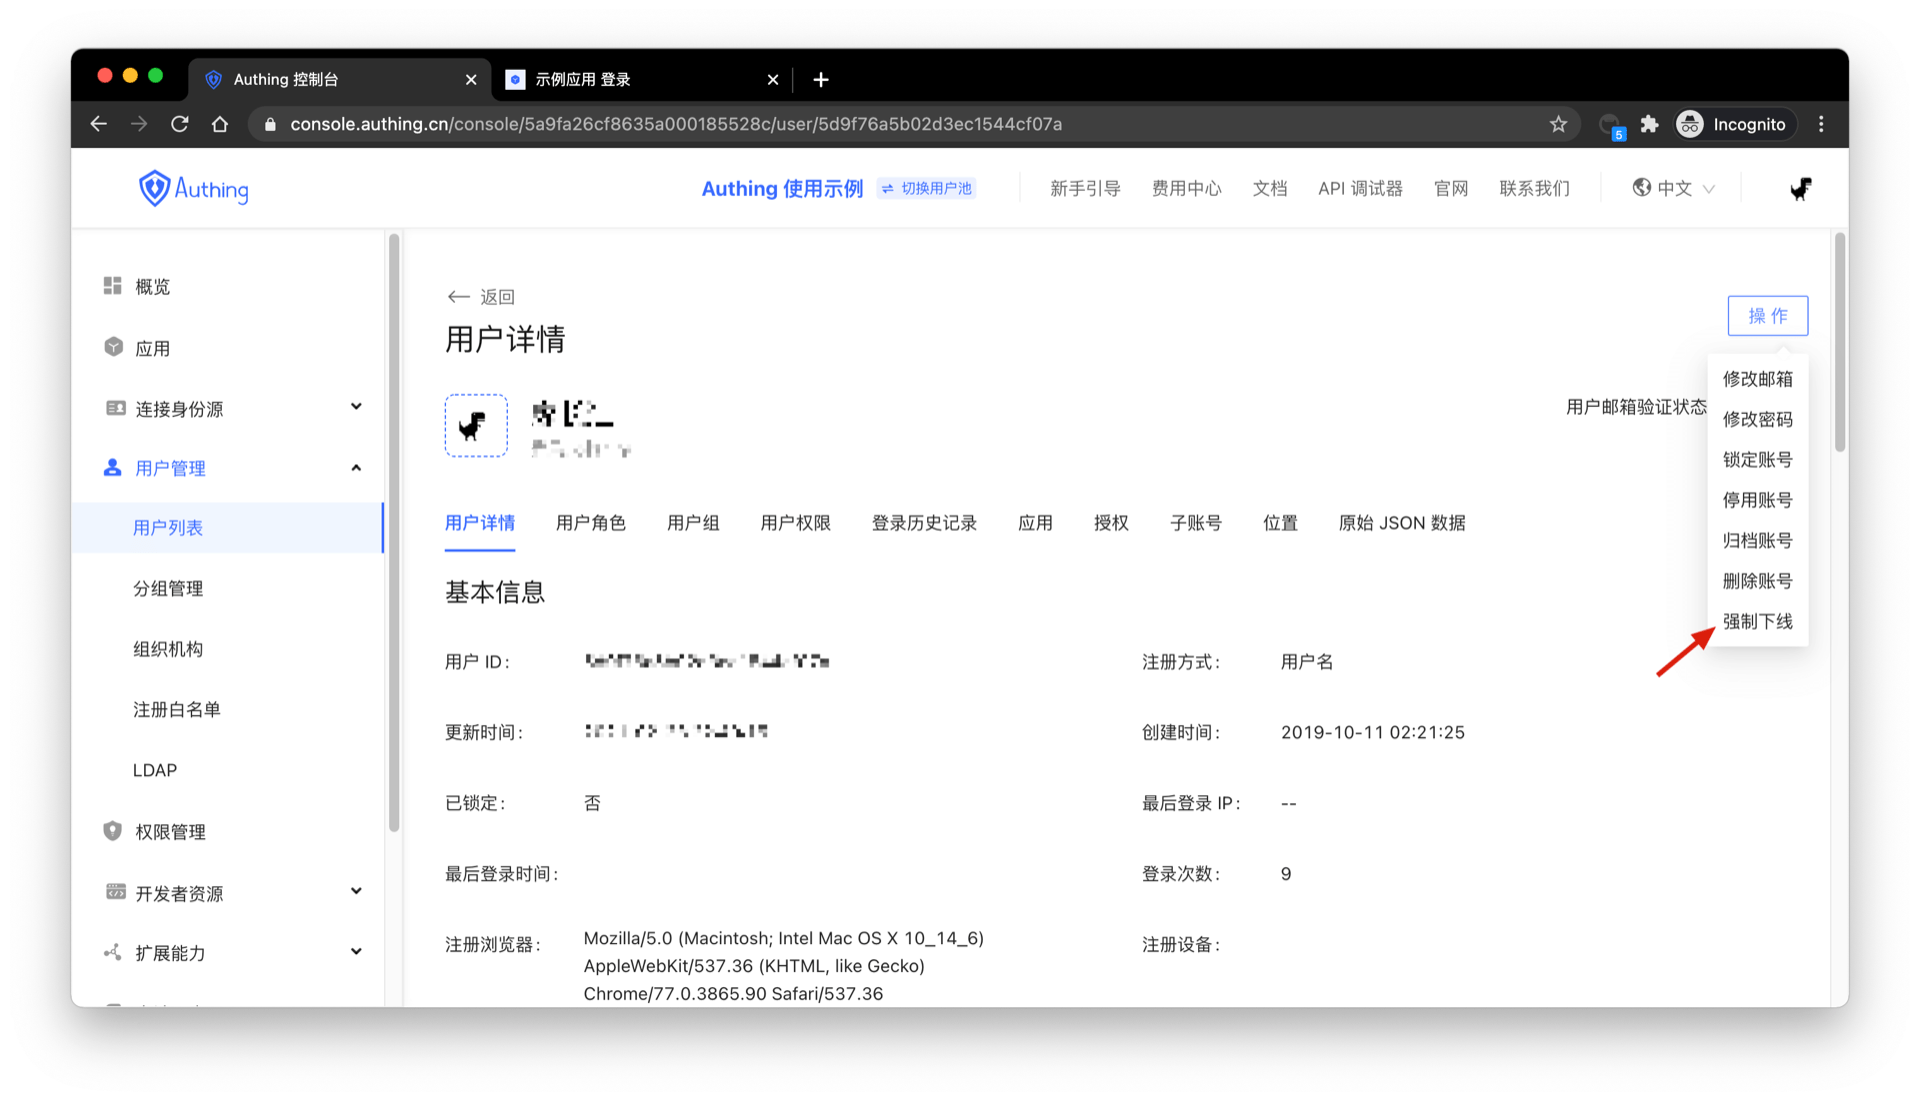 Authing 控制台
示例应用 登录
console.authing.cn/console/5a9fa26cf8635a000185528c/user/5d9f76a5b02d3ec1544cf07a
5
Incognito
Authing
Authing 使用示例
切换用户池
新手引导
费用中心
文档
API 调试器
官网
联系我们
中文
概览
应用
连接身份源
用户管理
用户列表
分组管理
组织机构
注册白名单
LDAP
权限管理
开发者资源
扩展能力
返回
用户详情
操 作
修改邮箱
修改密码
锁定账号
停用账号
归档账号
删除账号
强制下线
用户邮箱验证状态
用户详情
用户角色
用户组
用户权限
登录历史记录
应用
授权
子账号
位置
原始 JSON 数据
基本信息
用户 ID：
注册方式： 用户名
更新时间：
创建时间： 2019-10-11 02:21:25
已锁定： 否
最后登录 IP： --
最后登录时间：
登录次数： 9
注册浏览器： Mozilla/5.0 (Macintosh; Intel Mac OS X 10_14_6)
AppleWebKit/537.36 (KHTML, like Gecko)
Chrome/77.0.3865.90 Safari/537.36
注册设备：